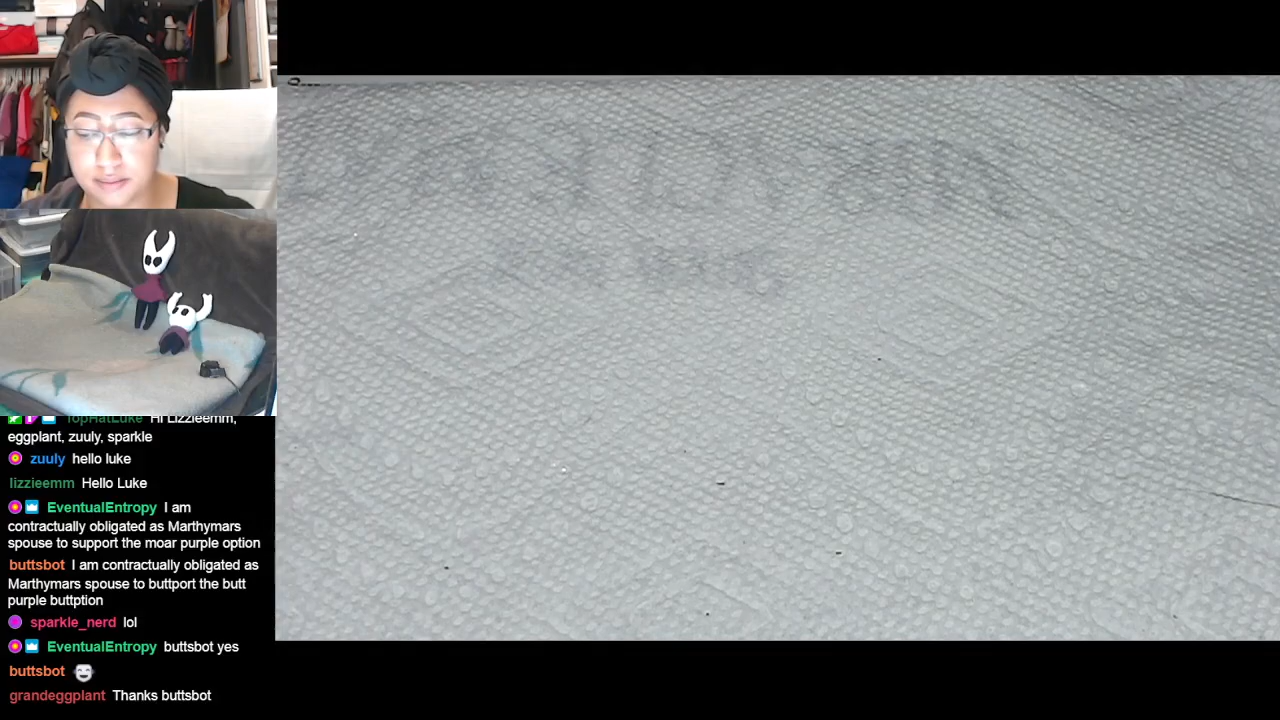 TopHatLuke Hi Lizzieemm,
eggplant, zuuly, sparkle
zuuly hello luke
lizzieemm Hello Luke
EventualEntropy I am
contractually obligated as Marthymars
spouse to support the moar purple option
buttsbot I am contractually obligated as
Marthymars spouse to buttport the butt
purple buttption
sparkle_nerd lol
EventualEntropy buttsbot yes
buttsbot
grandeggplant Thanks buttsbot